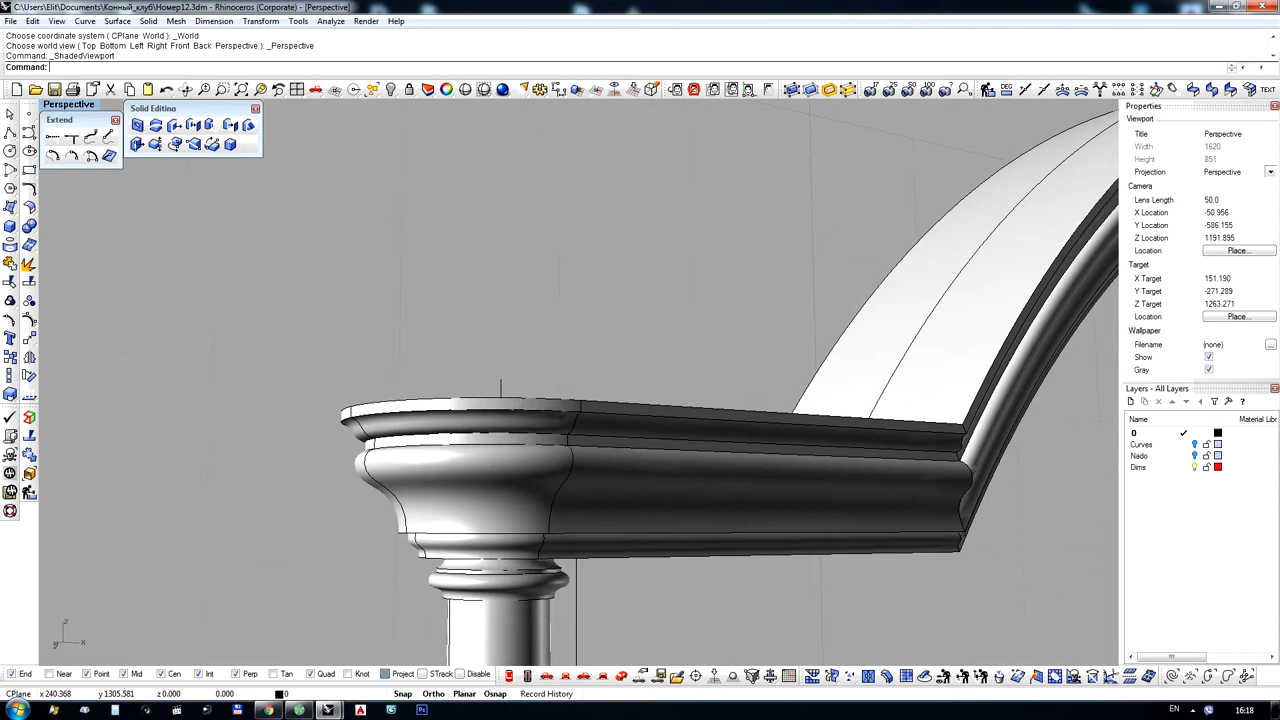 C:\Users\Elit\Documents\Конный_клуб\Номер12.3dm - Rhinoceros (Corporate) - [Perspective]
File Edit View Curve Surface Solid Mesh Dimension Transform Tools Analyze Render Help
Choose coordinate system ( CPlane World ): _World
Choose world view ( Top Bottom Left Right Front Back Perspective ): _Perspective
Command: _ShadedViewport
Command:
TEXT
Perspective
Solid Editing
Extend
Properties
Viewport
Title Perspective
Width 1620
Height 851
Projection Perspective
Camera
Lens Length 50.0
X Location -50.956
Y Location -586.155
Z Location 1191.895
Location Place...
Target
X Target 151.190
Y Target -271.289
Z Target 1263.271
Location Place...
Wallpaper
Filename (none) ...
Show
Gray
Layers - All Layers
Name Material Libr
0
Curves
Nado
Dims
z
y x
End Near Point Mid Cen Int Perp Tan Quad Knot Project STrack Disable
CPlane x 240.368 y 1305.581 z 0.000 0.000 0 Snap Ortho Planar Osnap Record History
EN 16:18